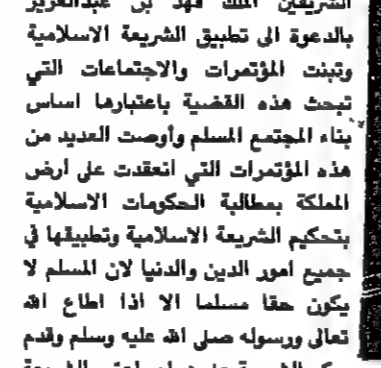 الشريفين الملك فهد بن عبدالعزيز
بالدعوة الى تطبيق الشريعة الاسلامية
وتبنت المؤتمرات والاجتماعات التي
تبحث هذه القضية باعتبارها اساس
بناء المجتمع المسلم وأوصت العديد من
هذه المؤتمرات التي انعقدت على أرض
المملكة بمطالبة الحكومات الاسلامية
بتحكيم الشريعة الاسلامية وتطبيقها في
جميع امور الدين والدنيا لان المسلم لا
يكون حقا مسلما الا اذا اطاع الله
تعالى ورسوله صلى الله عليه وسلم وقدم
الشريعة